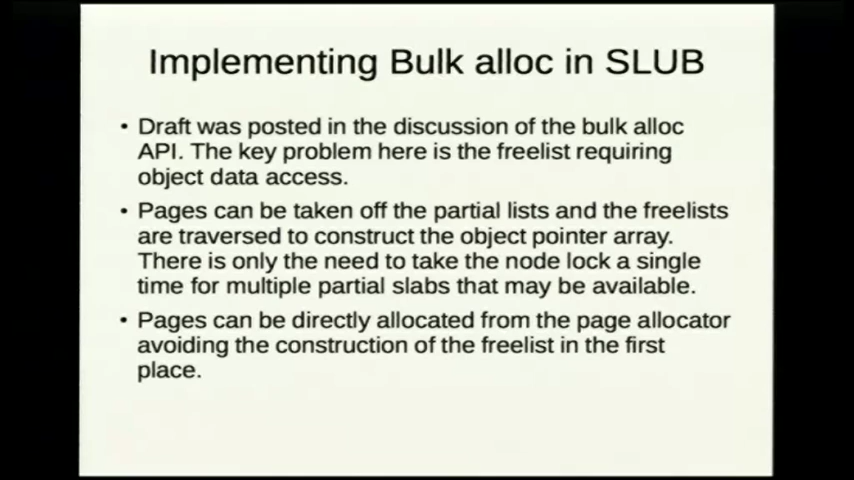 Implementing Bulk alloc in SLUB
• Draft was posted in the discussion of the bulk alloc
API. The key problem here is the freelist requiring
object data access.
• Pages can be taken off the partial lists and the freelists
are traversed to construct the object pointer array.
There is only the need to take the node lock a single
time for multiple partial slabs that may be available.
• Pages can be directly allocated from the page allocator
avoiding the construction of the freelist in the first
place.